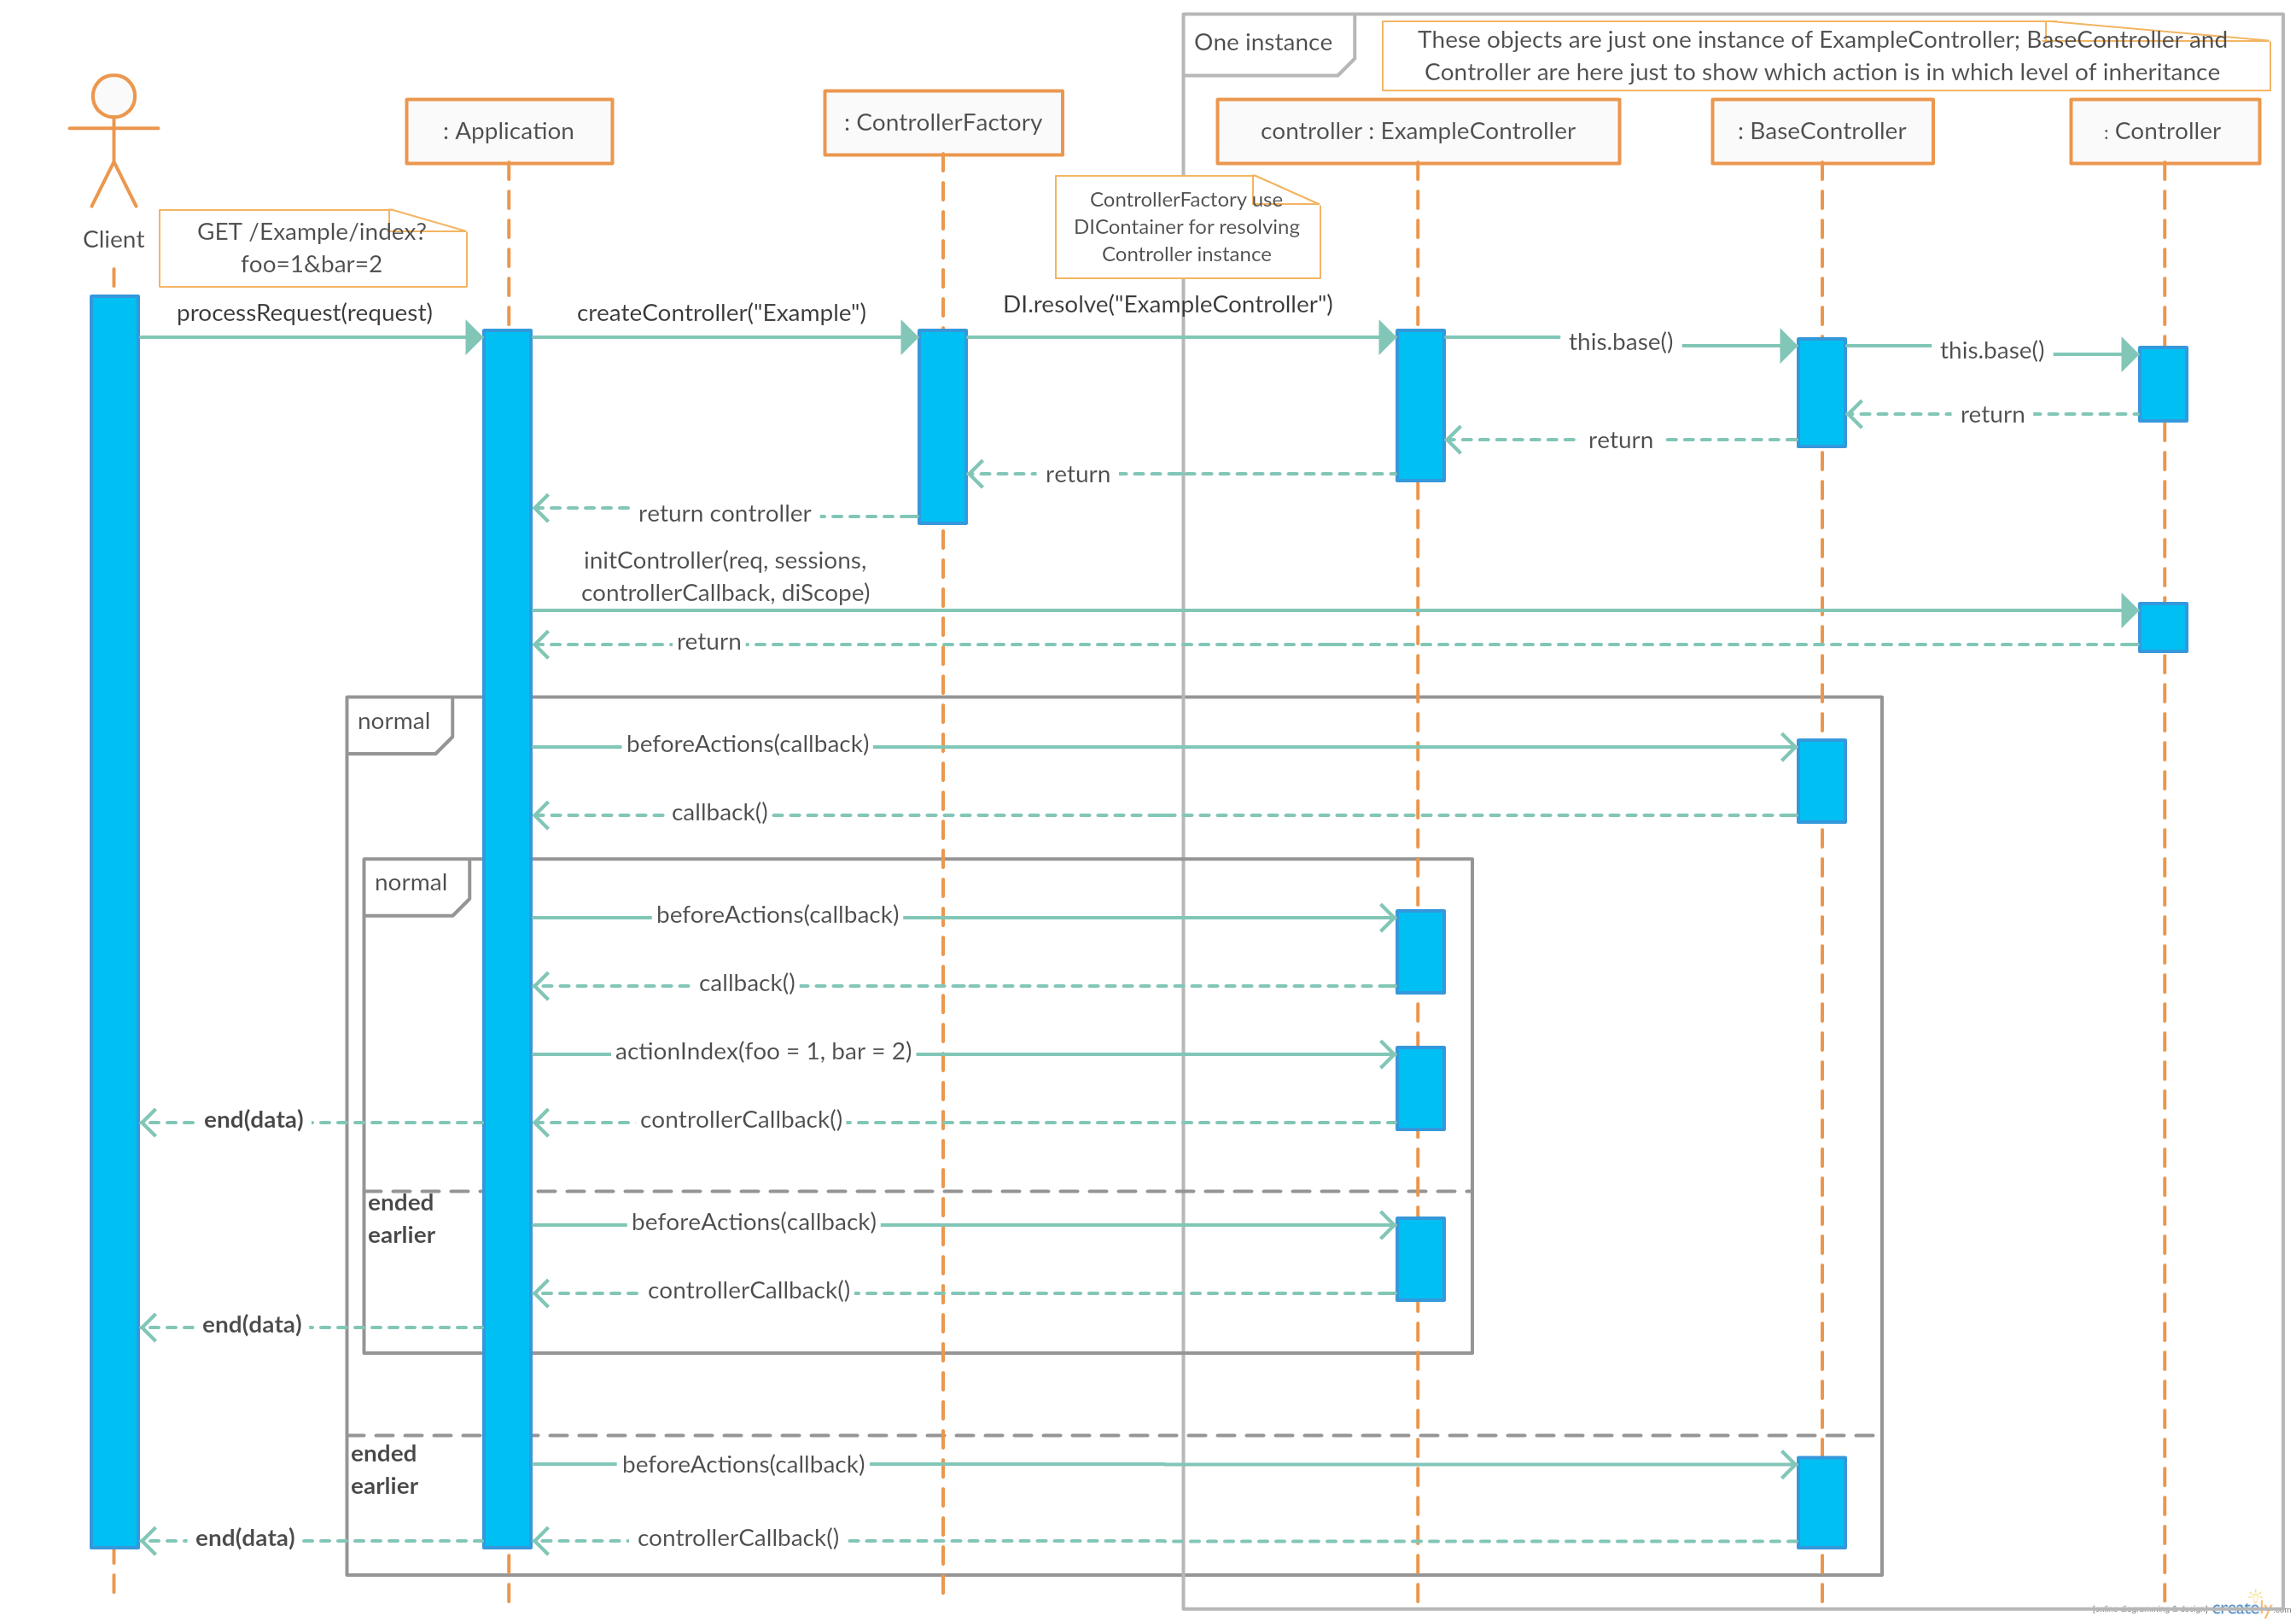 One instance
These objects are just one instance of ExampleController; BaseController and
Controller are here just to show which action is in which level of inheritance
: Application
: ControllerFactory
controller : ExampleController
: BaseController
: Controller
Client
GET /Example/index?
foo=1&bar=2
ControllerFactory use
DIContainer for resolving
Controller instance
processRequest(request)
createController("Example")
DI.resolve("ExampleController")
this.base()
this.base()
return
return
return
return controller
initController(req, sessions,
controllerCallback, diScope)
return
normal
beforeActions(callback)
callback()
normal
beforeActions(callback)
callback()
actionIndex(foo = 1, bar = 2)
end(data)
controllerCallback()
ended
earlier
beforeActions(callback)
controllerCallback()
end(data)
ended
earlier
beforeActions(callback)
end(data)
controllerCallback()
[online diagramming & design] creately.com